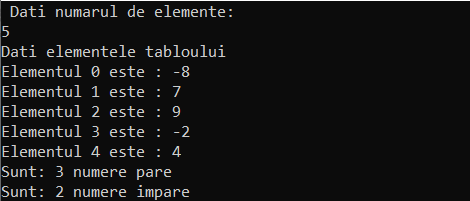 Dati numarul de elemente:
5
Dati elementele tabloului
Elementul 0 este : -8
Elementul 1 este : 7
Elementul 2 este : 9
Elementul 3 este : -2
Elementul 4 este : 4
Sunt: 3 numere pare
Sunt: 2 numere impare